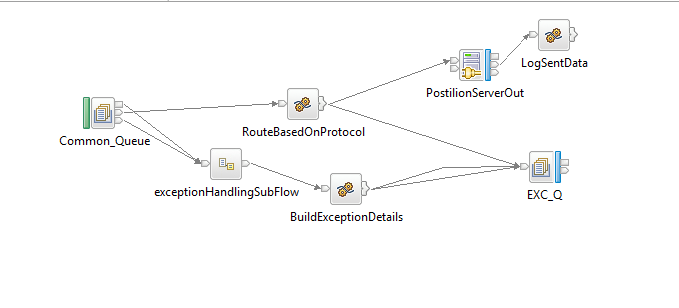 LogSentData
PostilionServerOut
RouteBasedOnProtocol
Common_Queue
exceptionHandlingSubFlow
EXC_Q
BuildExceptionDetails